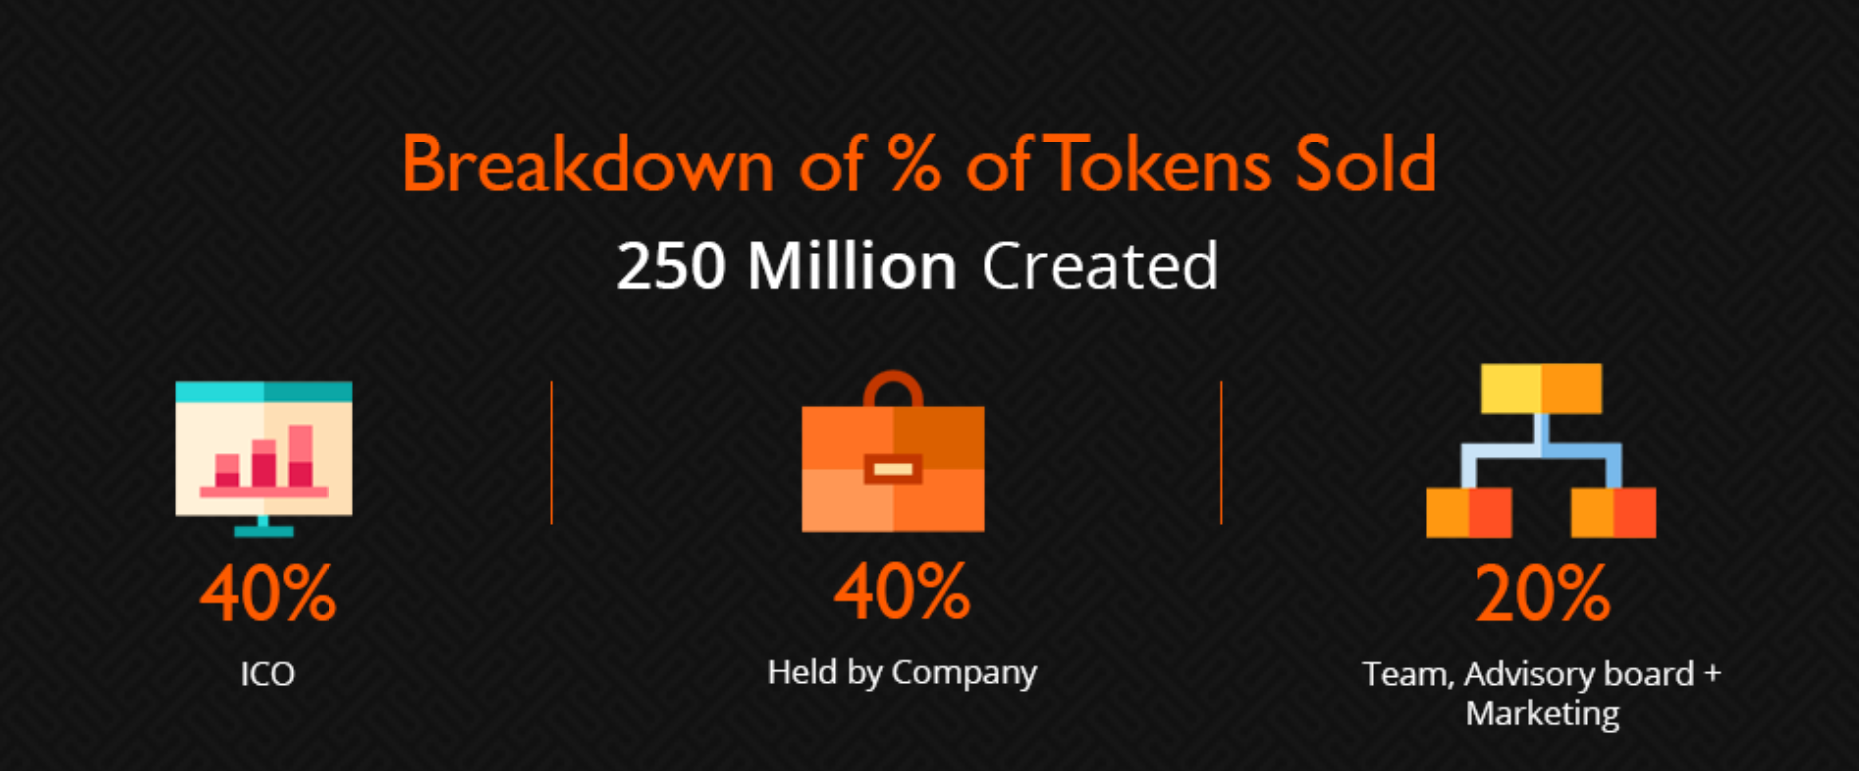 Breakdown of % of Tokens Sold
250 Million Created
40%
ICO
40%
Held by Company
20%
Team, Advisory board +
Marketing